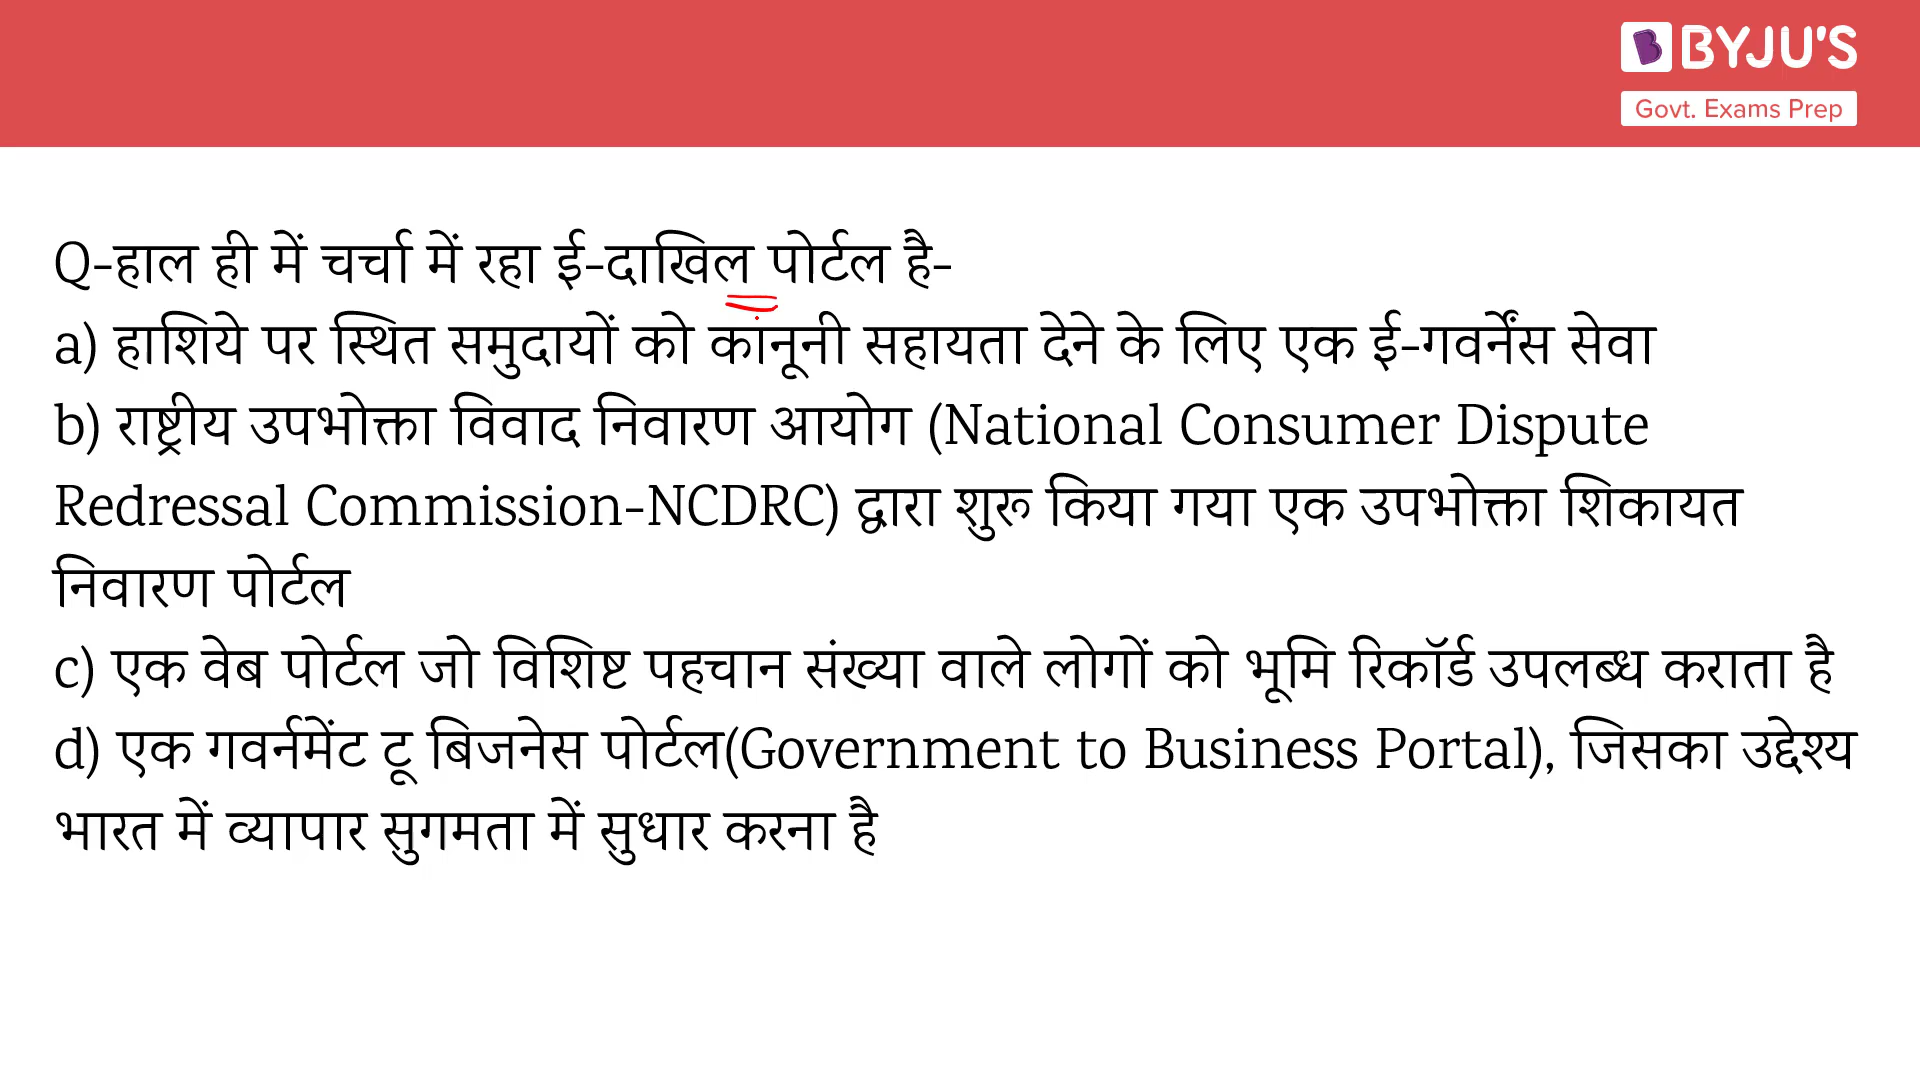 BYJU'S
Govt. Exams Prep
Q-हाल ही में चर्चा में रहा ई-दाखिल पोर्टल है-
a) हाशिये पर स्थित समुदायों को कांनूनी सहायता देने के लिए एक ई-गवर्नेंस सेवा
b) राष्ट्रीय उपभोक्ता विवाद निवारण आयोग (National Consumer Dispute
Redressal Commission-NCDRC) द्वारा शुरू किया गया एक उपभोक्ता शिकायत
निवारण पोर्टल
c) एक वेब पोर्टल जो विशिष्ट पहचान संख्या वाले लोगों को भूमि रिकॉर्ड उपलब्ध कराता है
d) एक गवर्नमेंट टू बिजनेस पोर्टल(Government to Business Portal), जिसका उद्देश्य
भारत में व्यापार सुगमता में सुधार करना है